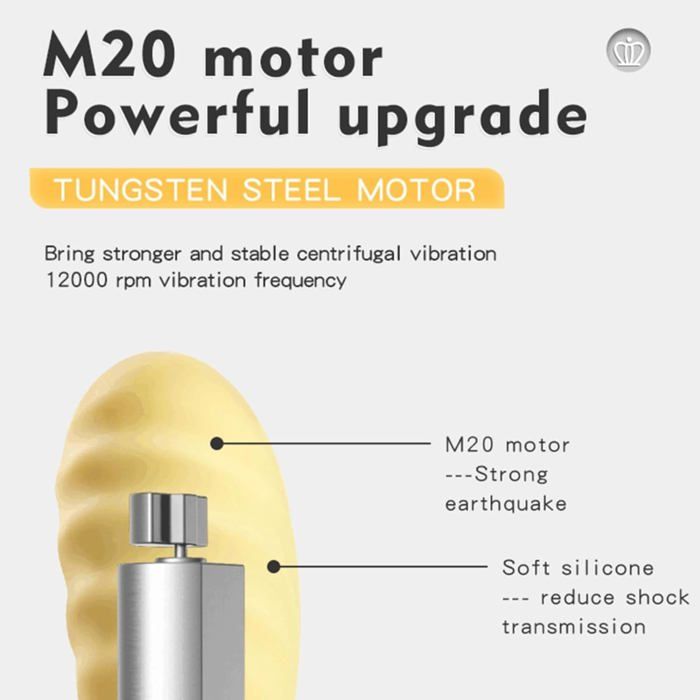 M20 motor
Powerful upgrade
TUNGSTEN STEEL MOTOR
Bring stronger and stable centrifugal vibration
12000 rpm vibration frequency
M20 motor
---Strong
earthquake
Soft silicone
--- reduce shock
transmission